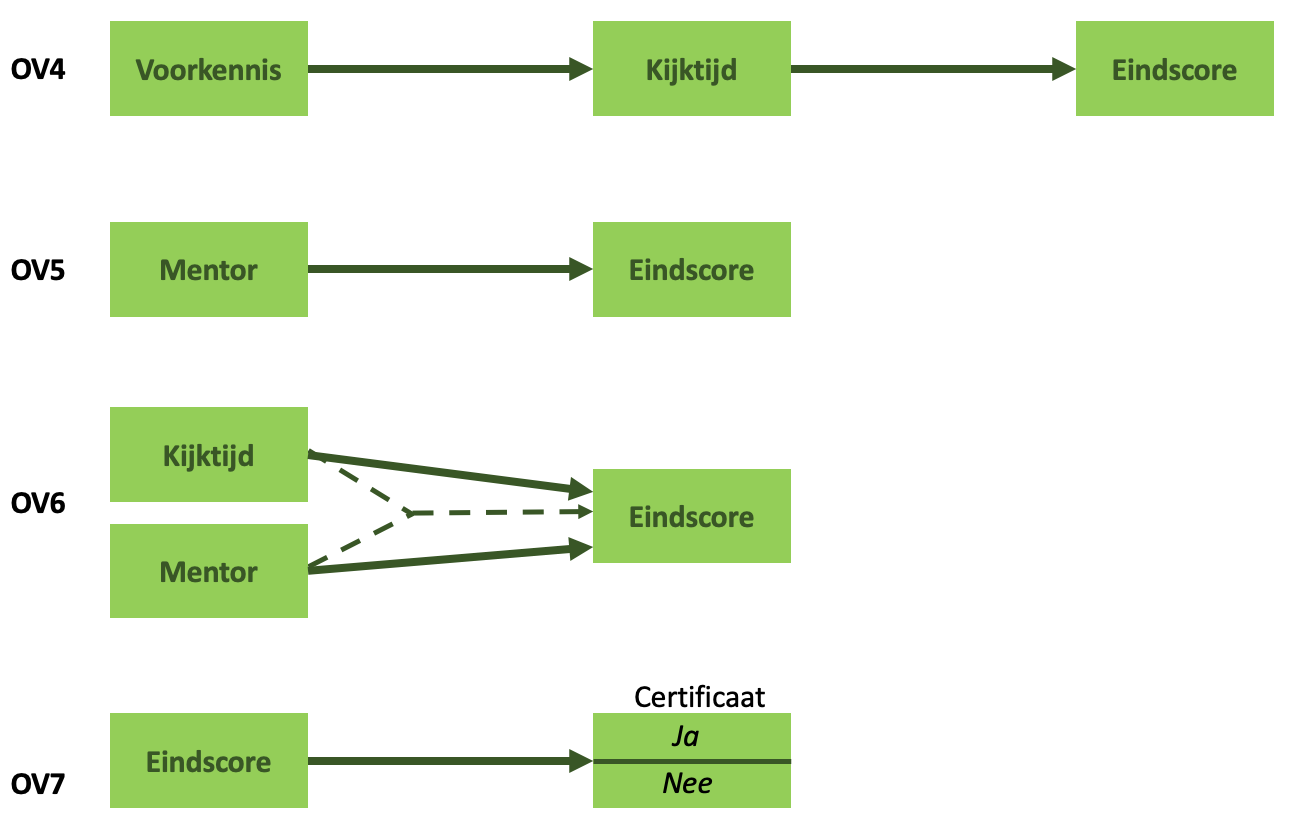 OV4
Voorkennis
Kijktijd
Eindscore
OV5
Mentor
Eindscore
OV6
Kijktijd
Mentor
Eindscore
OV7
Eindscore
Certificaat
Ja
Nee